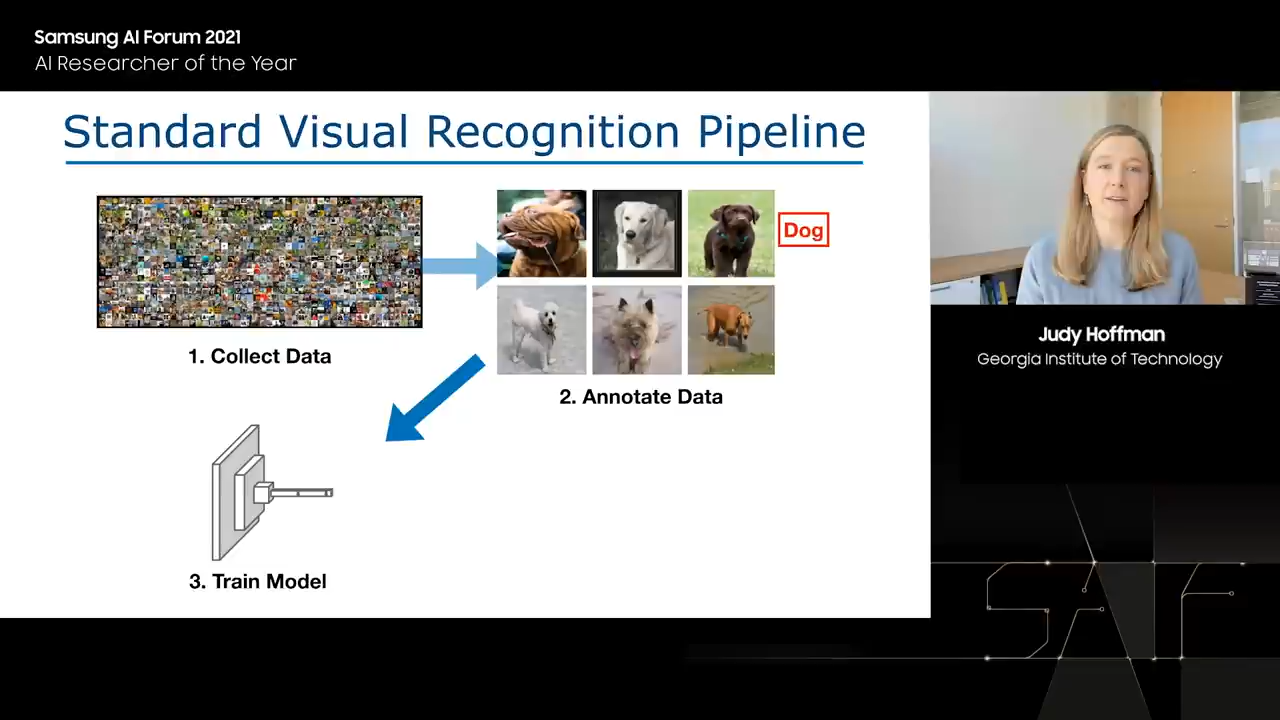 Samsung AI Forum 2021
AI Researcher of the Year
Standard Visual Recognition Pipeline
Dog
1. Collect Data
2. Annotate Data
3. Train Model
Judy Hoffman
Georgia Institute of Technology
SAIF